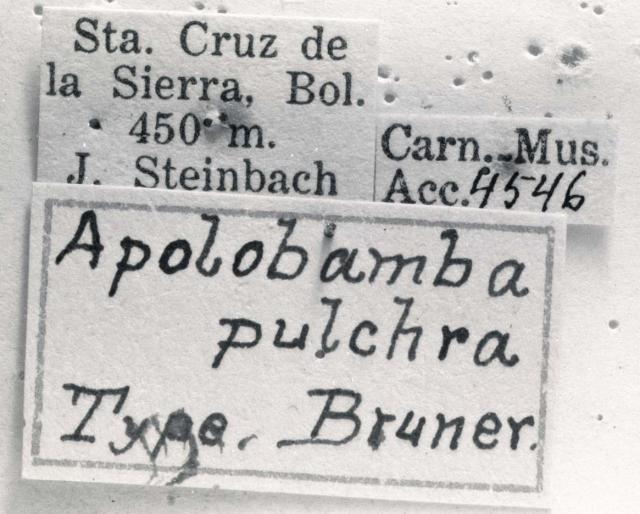 Sta. Cruz de
la Sierra, Bol.
450 m.
J. Steinbach
Carn. Mus.
Acc. 4546
Apolobamba
pulchra
Type. Bruner.